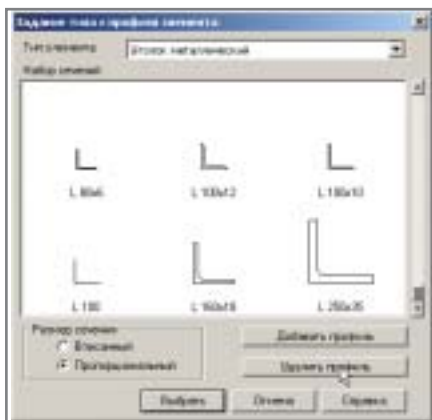 Задание типа и профиля элемента
Тип элемента: Уголок металлический
Набор сечений
L 80x6 L 100x12 L 100x10
L 100 L 160x16 L 250x35
Размер сечения
Вписанный
Пропорциональный
Добавить профиль
Удалить профиль
Выбрать Отмена Справка